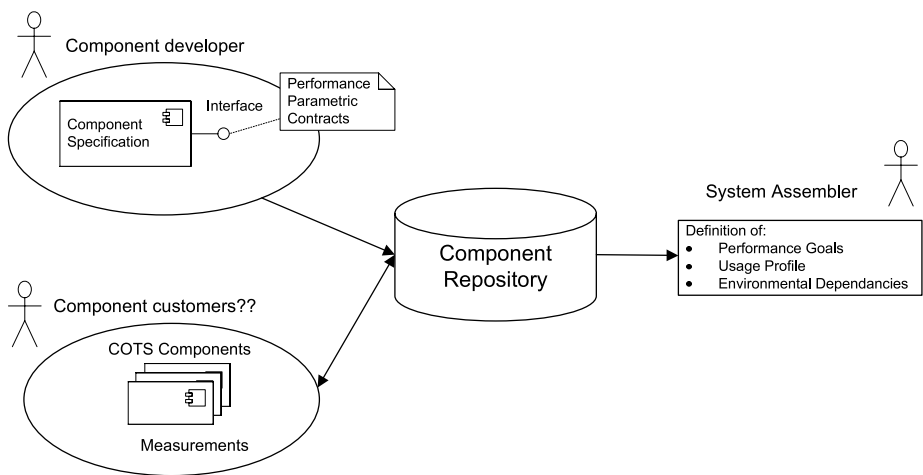 Component developer
Interface
Performance
Parametric
Contracts
Component
Specification
System Assembler
Definition of:
• Performance Goals
• Usage Profile
• Environmental Dependancies
Component
Repository
Component customers??
COTS Components
Measurements